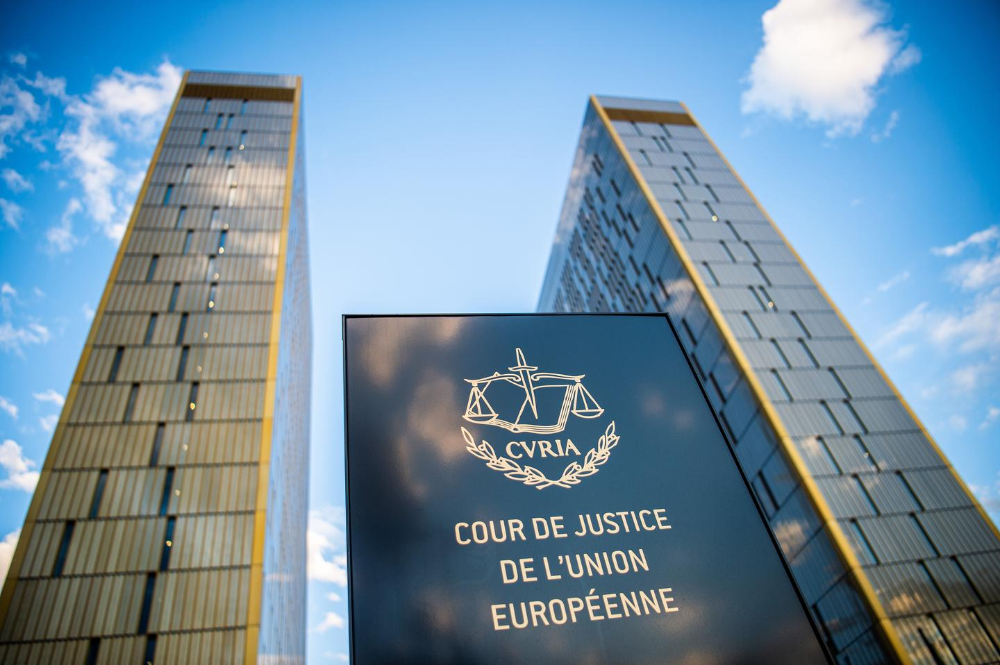 CVRIA
COUR DE JUSTICE
DE L'UNION
EUROPÉENNE